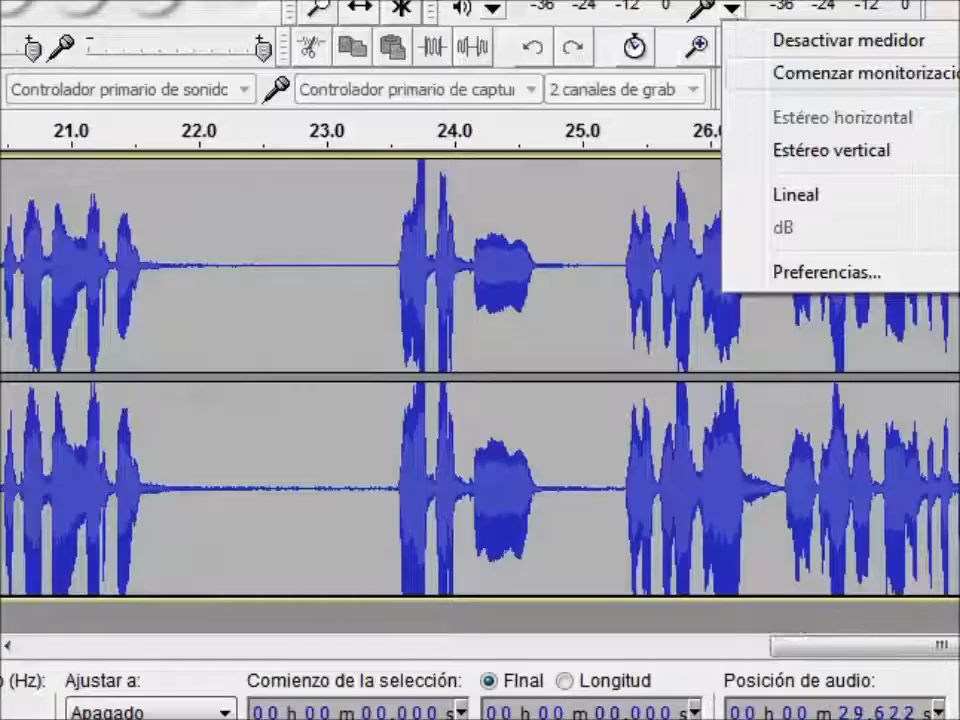 -36 -24 -12 0 -36 -24 -12 0
Desactivar medidor
Comenzar monitorizació
Controlador primario de sonido Controlador primario de captui 2 canales de grab
Estéreo horizontal
21.0 22.0 23.0 24.0 25.0 26.
Estéreo vertical
Lineal
dB
Preferencias...
(Hz): Ajustar a: Comienzo de la selección: FInal Longitud Posición de audio:
Apagado 00 h 00 m 00.000 s 00 h 00 m 00.000 s 00 h 00 m 29.622 s